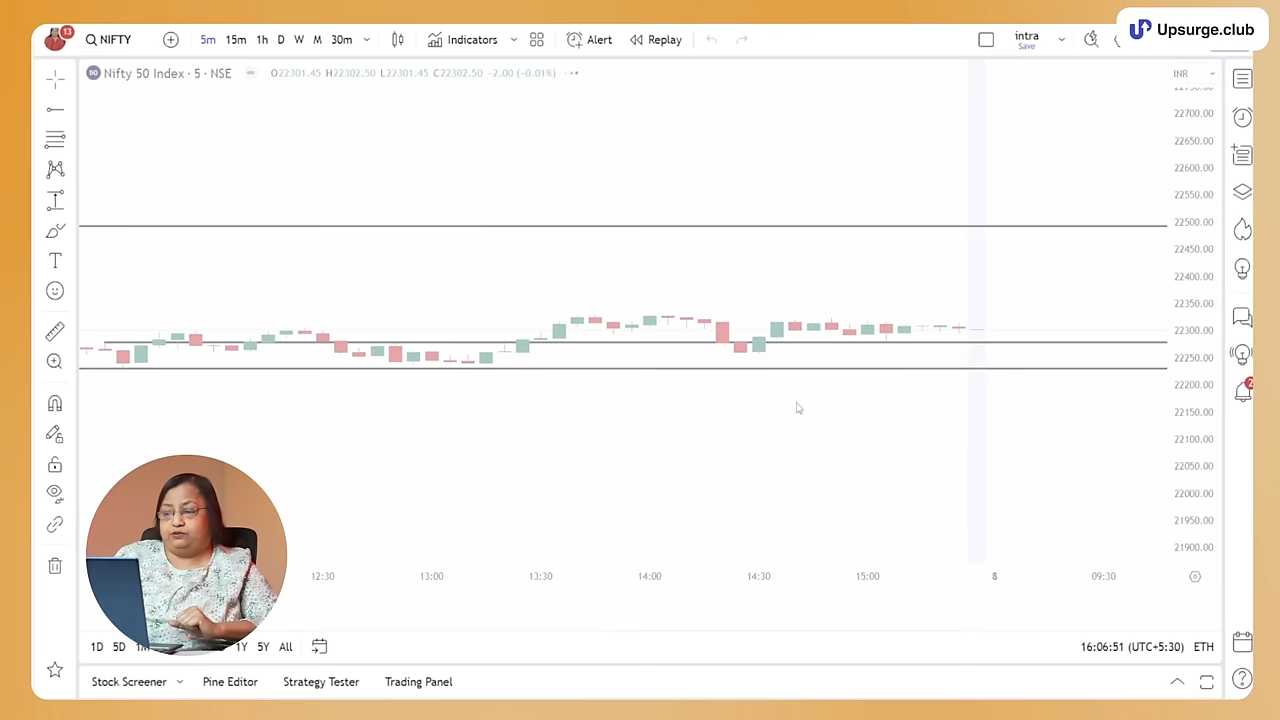 Upsurge.club
13
NIFTY
5m 15m 1h D W M 30m
Indicators
Alert
Replay
intra
Save
Nifty 50 Index · 5 · NSE
O22301.45 H22302.50 L22301.45 C22302.50 -2.00 (-0.01%)
INR
22700.00
22650.00
22600.00
22550.00
22500.00
22450.00
22400.00
22350.00
22300.00
22250.00
22200.00
22150.00
22100.00
22050.00
22000.00
21950.00
21900.00
2
12:30 13:00 13:30 14:00 14:30 15:00 8 09:30
1D 5D 1M 1Y 5Y All
16:06:51 (UTC+5:30) ETH
Stock Screener Pine Editor Strategy Tester Trading Panel